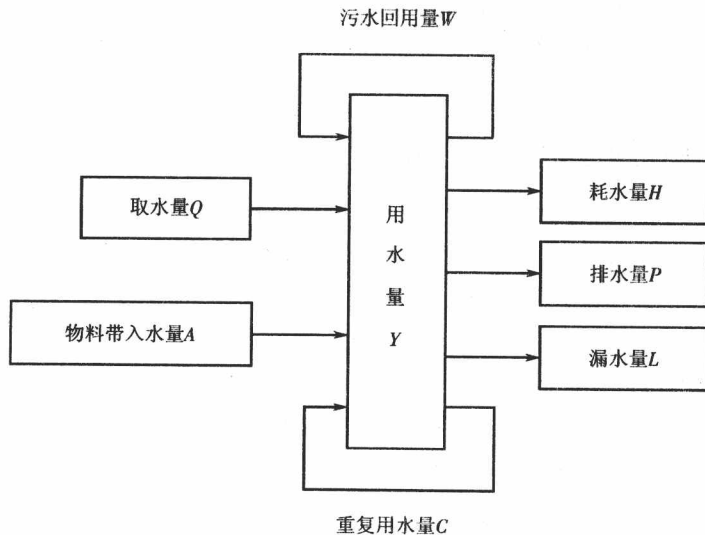 污水回用量W
取水量Q
物料带入水量A
用
水
量
Y
耗水量H
排水量P
漏水量L
重复用水量C